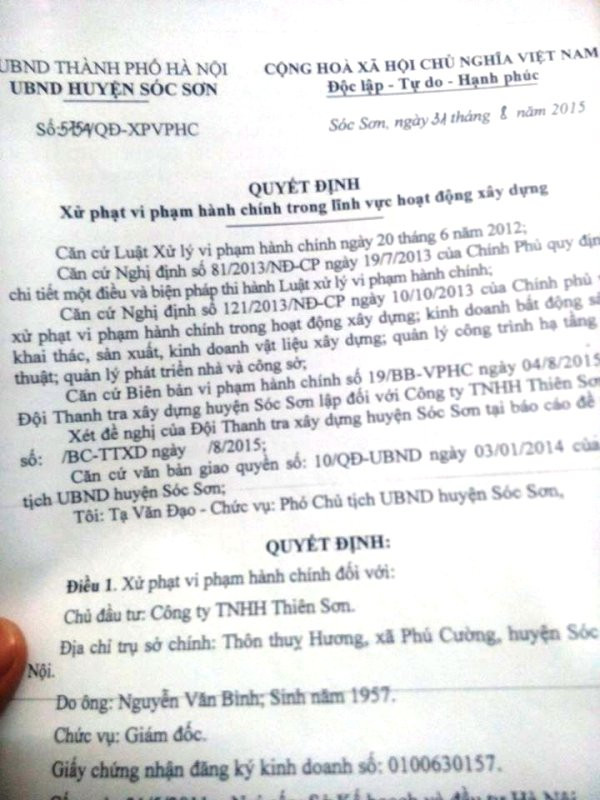 UBND THÀNH PHỐ HÀ NỘI
UBND HUYỆN SÓC SƠN
CỘNG HOÀ XÃ HỘI CHỦ NGHĨA VIỆT NAM
Độc lập - Tự do - Hạnh phúc
Số:5754/QĐ-XPVPHC
Sóc Sơn, ngày 31 tháng 8 năm 2015
QUYẾT ĐỊNH
Xử phạt vi phạm hành chính trong lĩnh vực hoạt động xây dựng
Căn cứ Luật Xử lý vi phạm hành chính ngày 20 tháng 6 năm 2012;
Căn cứ Nghị định số 81/2013/NĐ-CP ngày 19/7/2013 của Chính Phủ quy định
chi tiết một điều và biện pháp thi hành Luật xử lý vi phạm hành chính;
Căn cứ Nghị định số 121/2013/NĐ-CP ngày 10/10/2013 của Chính phủ
xử phạt vi phạm hành chính trong hoạt động xây dựng; kinh doanh bất động
khai thác, sản xuất, kinh doanh vật liệu xây dựng; quản lý công trình hạ tầng
thuật; quản lý phát triển nhà và công sở;
Căn cứ Biên bản vi phạm hành chính số 19/BB-VPHC ngày 04/8/2015
Đội Thanh tra xây dựng huyện Sóc Sơn lập đối với Công ty TNHH Thiên Sơn
Xét đề nghị của Đội Thanh tra xây dựng huyện Sóc Sơn tại báo cáo đề
số: /BC-TTXD ngày /8/2015;
Căn cứ văn bản giao quyền số: 10/QĐ-UBND ngày 03/01/2014 của
tịch UBND huyện Sóc Sơn;
Tôi: Tạ Văn Đạo - Chức vụ: Phó Chủ tịch UBND huyện Sóc Sơn,
QUYẾT ĐỊNH:
Điều 1. Xử phạt vi phạm hành chính đối với:
Chủ đầu tư: Công ty TNHH Thiên Sơn.
Địa chỉ trụ sở chính: Thôn thuỵ Hương, xã Phú Cường, huyện Sóc
Nội.
Do ông: Nguyễn Văn Bình; Sinh năm 1957.
Chức vụ: Giám đốc.
Giấy chứng nhận đăng ký kinh doanh số: 0100630157.